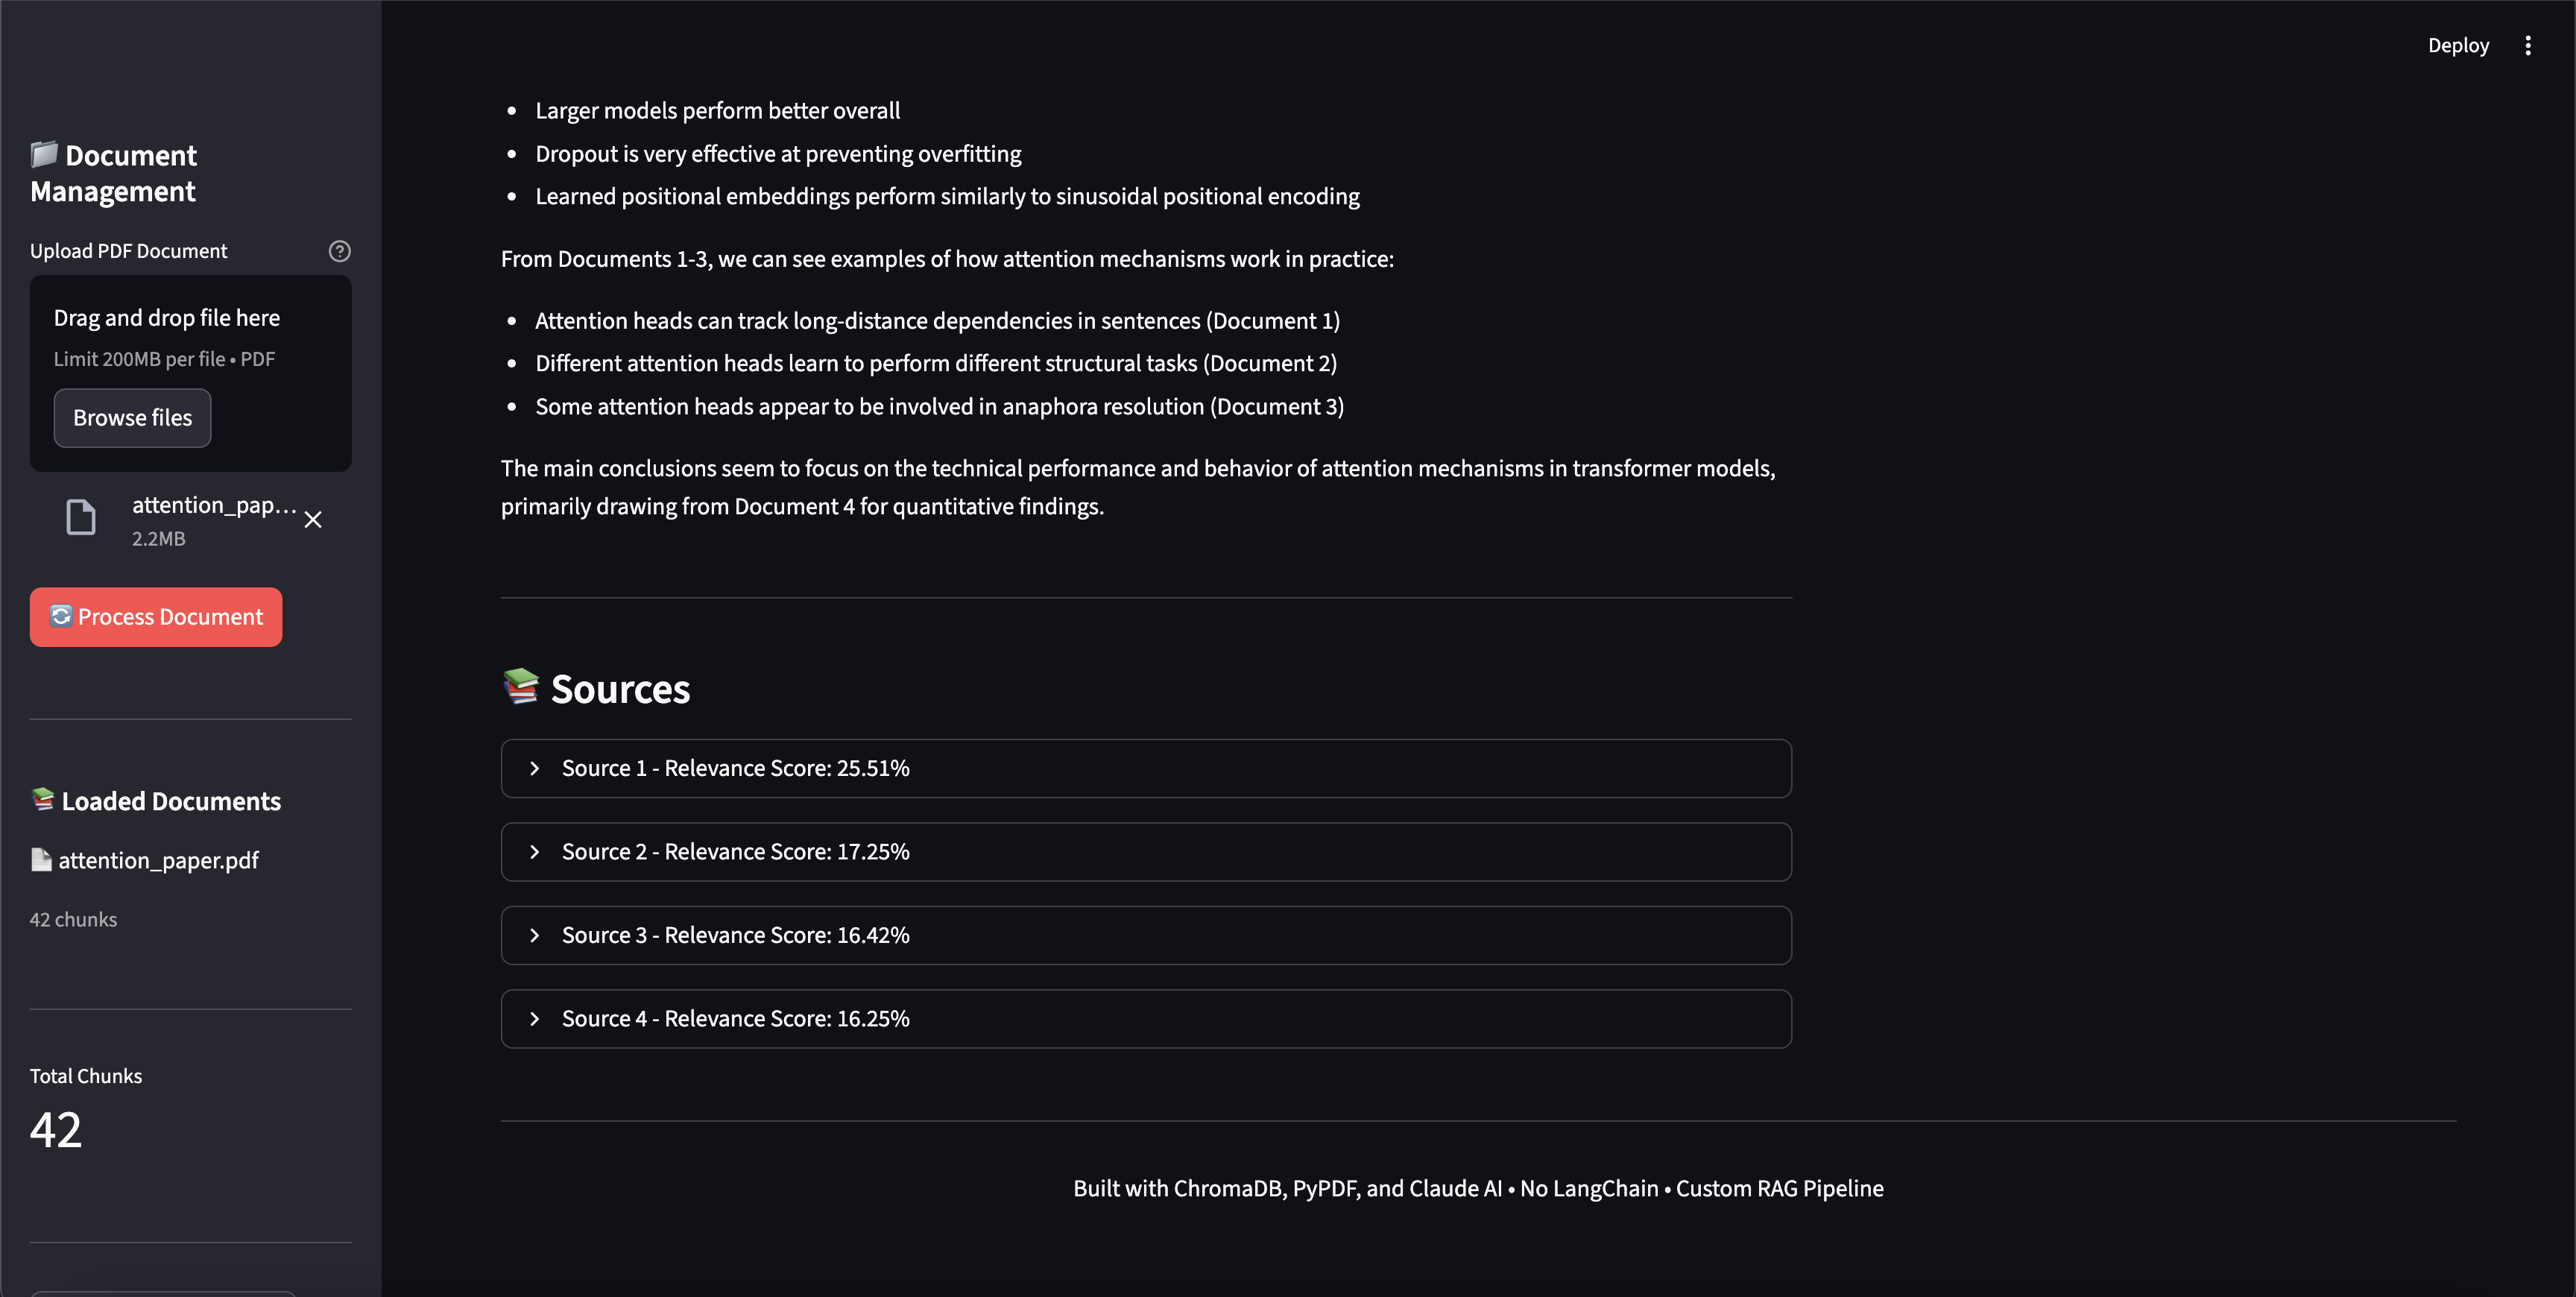 Deploy
📁 Document
Management
Upload PDF Document
Drag and drop file here
Limit 200MB per file • PDF
Browse files
attention_pap...
2.2MB
🔄 Process Document
📚 Loaded Documents
📄 attention_paper.pdf
42 chunks
Total Chunks
42
• Larger models perform better overall
• Dropout is very effective at preventing overfitting
• Learned positional embeddings perform similarly to sinusoidal positional encoding
From Documents 1-3, we can see examples of how attention mechanisms work in practice:
• Attention heads can track long-distance dependencies in sentences (Document 1)
• Different attention heads learn to perform different structural tasks (Document 2)
• Some attention heads appear to be involved in anaphora resolution (Document 3)
The main conclusions seem to focus on the technical performance and behavior of attention mechanisms in transformer models,
primarily drawing from Document 4 for quantitative findings.
📚 Sources
Source 1 - Relevance Score: 25.51%
Source 2 - Relevance Score: 17.25%
Source 3 - Relevance Score: 16.42%
Source 4 - Relevance Score: 16.25%
Built with ChromaDB, PyPDF, and Claude AI • No LangChain • Custom RAG Pipeline